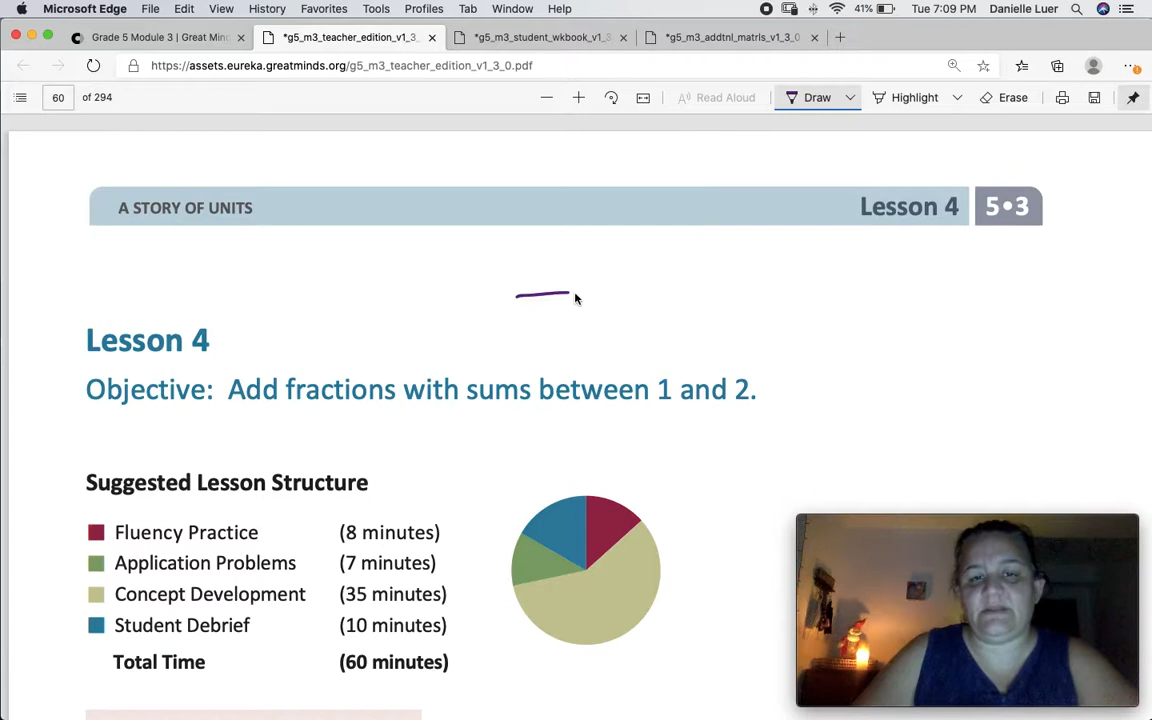 Microsoft Edge File Edit View History Favorites Tools Profiles Tab Window Help 41% Tue 7:09 PM Danielle Luer
Grade 5 Module 3 | Great Min
*g5_m3_teacher_edition_v1_3_
*g5_m3_student_wkbook_v1_3
*g5_m3_addtnl_matrls_v1_3_0
https://assets.eureka.greatminds.org/g5_m3_teacher_edition_v1_3_0.pdf
60 of 294 Read Aloud Draw Highlight Erase
A STORY OF UNITS Lesson 4 5•3
Lesson 4
Objective: Add fractions with sums between 1 and 2.
Suggested Lesson Structure
Fluency Practice (8 minutes)
Application Problems (7 minutes)
Concept Development (35 minutes)
Student Debrief (10 minutes)
Total Time (60 minutes)